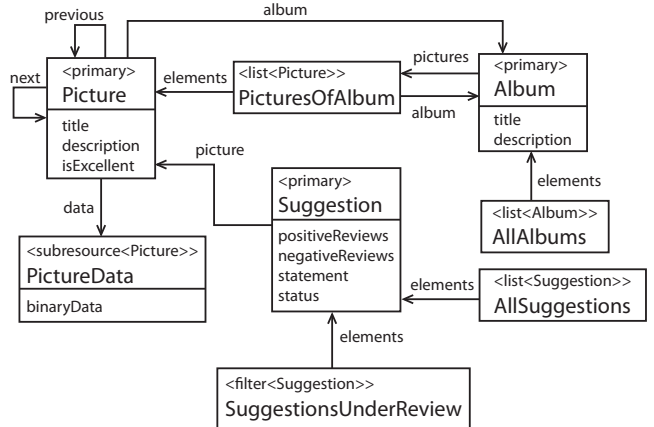 previous
album
next
<primary>
Picture
title
description
isExcellent
elements
<list<Picture>>
PicturesOfAlbum
pictures
album
<primary>
Album
title
description
picture
data
<primary>
Suggestion
positiveReviews
negativeReviews
statement
status
elements
<list<Album>>
AllAlbums
<subresource<Picture>>
PictureData
binaryData
elements
<list<Suggestion>>
AllSuggestions
elements
<filter<Suggestion>>
SuggestionsUnderReview